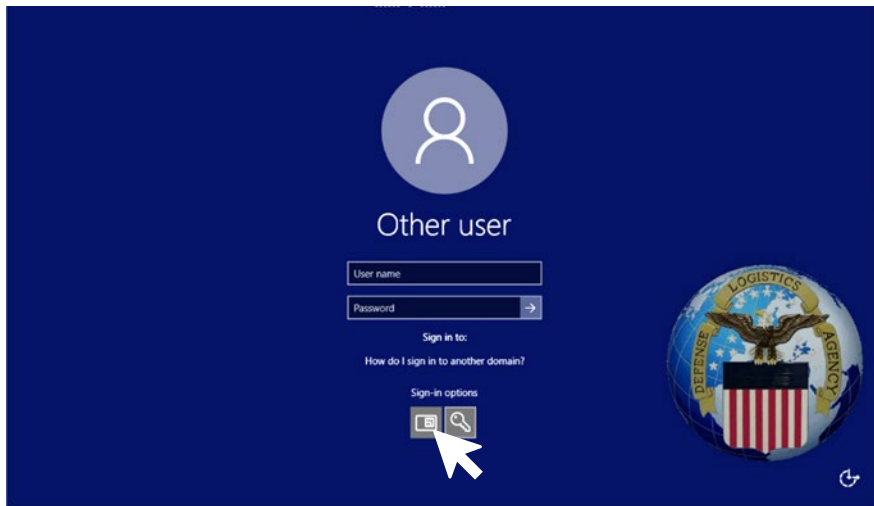 Other user
User name
Password
Sign in to:
How do I sign in to another domain?
Sign-in options
DEFENSE LOGISTICS AGENCY